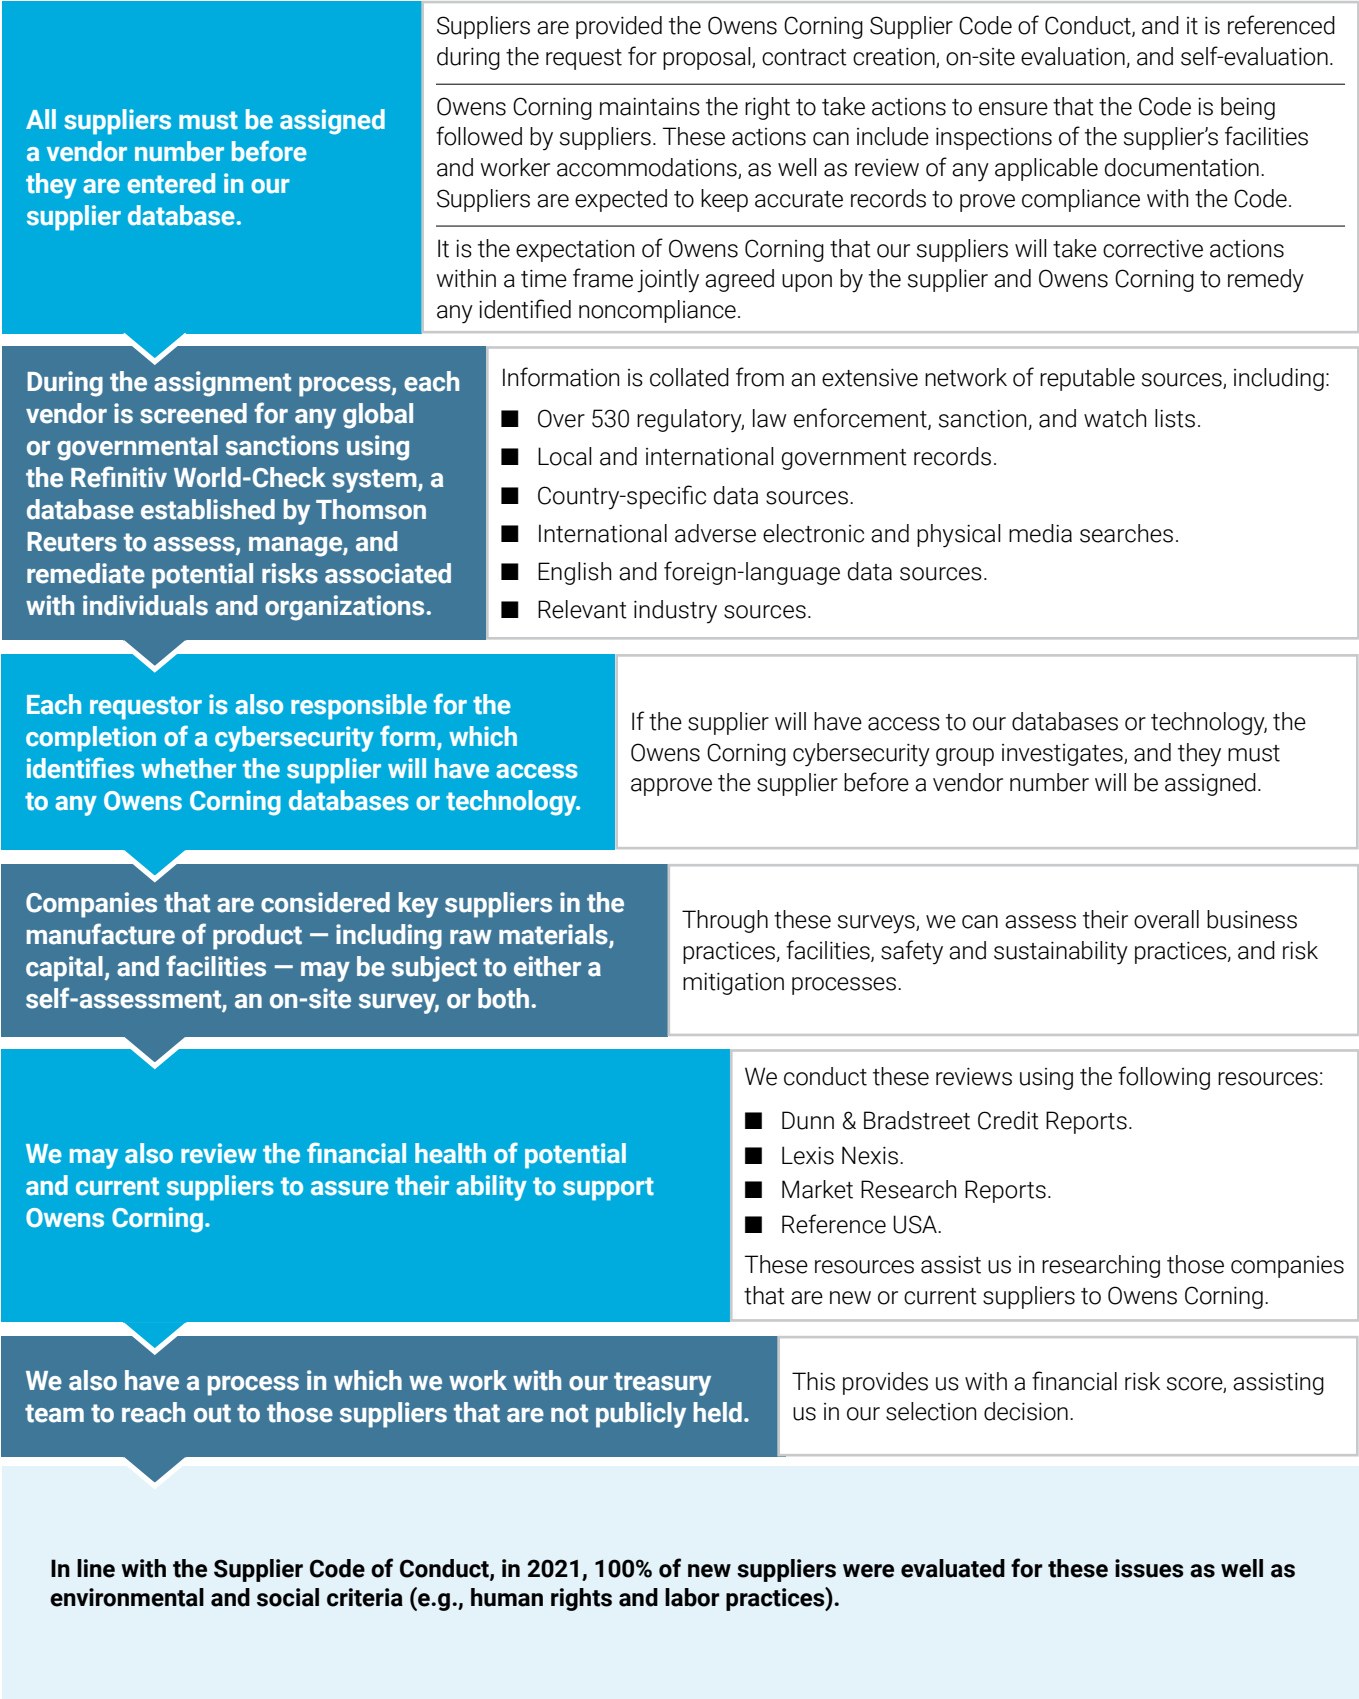 All suppliers must be assigned
a vendor number before
they are entered in our
supplier database.
Suppliers are provided the Owens Corning Supplier Code of Conduct, and it is referenced
during the request for proposal, contract creation, on-site evaluation, and self-evaluation.
Owens Corning maintains the right to take actions to ensure that the Code is being
followed by suppliers. These actions can include inspections of the supplier’s facilities
and worker accommodations, as well as review of any applicable documentation.
Suppliers are expected to keep accurate records to prove compliance with the Code.
It is the expectation of Owens Corning that our suppliers will take corrective actions
within a time frame jointly agreed upon by the supplier and Owens Corning to remedy
any identified noncompliance.
During the assignment process, each
vendor is screened for any global
or governmental sanctions using
the Refinitiv World-Check system, a
database established by Thomson
Reuters to assess, manage, and
remediate potential risks associated
with individuals and organizations.
Information is collated from an extensive network of reputable sources, including:
■ Over 530 regulatory, law enforcement, sanction, and watch lists.
■ Local and international government records.
■ Country-specific data sources.
■ International adverse electronic and physical media searches.
■ English and foreign-language data sources.
■ Relevant industry sources.
Each requestor is also responsible for the
completion of a cybersecurity form, which
identifies whether the supplier will have access
to any Owens Corning databases or technology.
If the supplier will have access to our databases or technology, the
Owens Corning cybersecurity group investigates, and they must
approve the supplier before a vendor number will be assigned.
Companies that are considered key suppliers in the
manufacture of product — including raw materials,
capital, and facilities — may be subject to either a
self-assessment, an on-site survey, or both.
Through these surveys, we can assess their overall business
practices, facilities, safety and sustainability practices, and risk
mitigation processes.
We may also review the financial health of potential
and current suppliers to assure their ability to support
Owens Corning.
We conduct these reviews using the following resources:
■ Dunn & Bradstreet Credit Reports.
■ Lexis Nexis.
■ Market Research Reports.
■ Reference USA.
These resources assist us in researching those companies
that are new or current suppliers to Owens Corning.
We also have a process in which we work with our treasury
team to reach out to those suppliers that are not publicly held.
This provides us with a financial risk score, assisting
us in our selection decision.
In line with the Supplier Code of Conduct, in 2021, 100% of new suppliers were evaluated for these issues as well as
environmental and social criteria (e.g., human rights and labor practices).